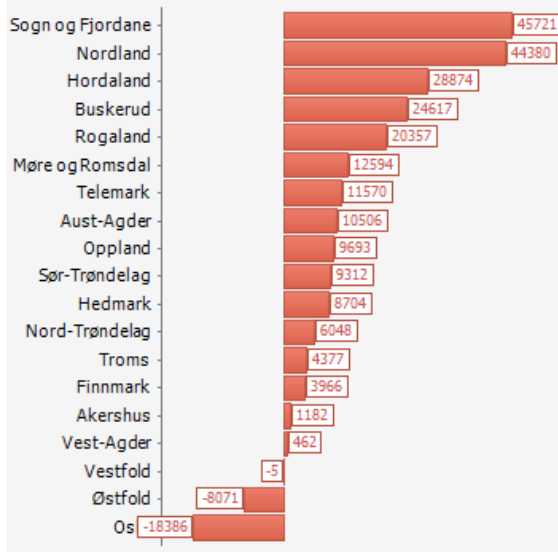 Sogn og Fjordane 45721
Nordland 44380
Hordaland 28874
Buskerud 24617
Rogaland 20357
Møre og Romsdal 12594
Telemark 11570
Aust-Agder 10506
Oppland 9693
Sør-Trøndelag 9312
Hedmark 8704
Nord-Trøndelag 6048
Troms 4377
Finnmark 3966
Akershus 1182
Vest-Agder 462
Vestfold -5
Østfold -8071
Os -18386